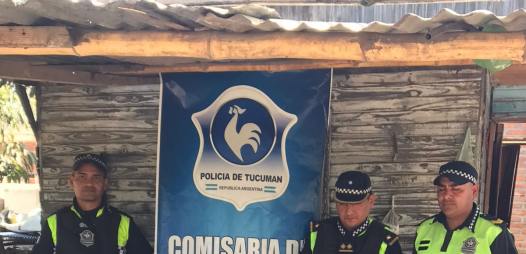 POLICIA DE TUCUMAN
REPUBLICA ARGENTINA
COMISARIA D